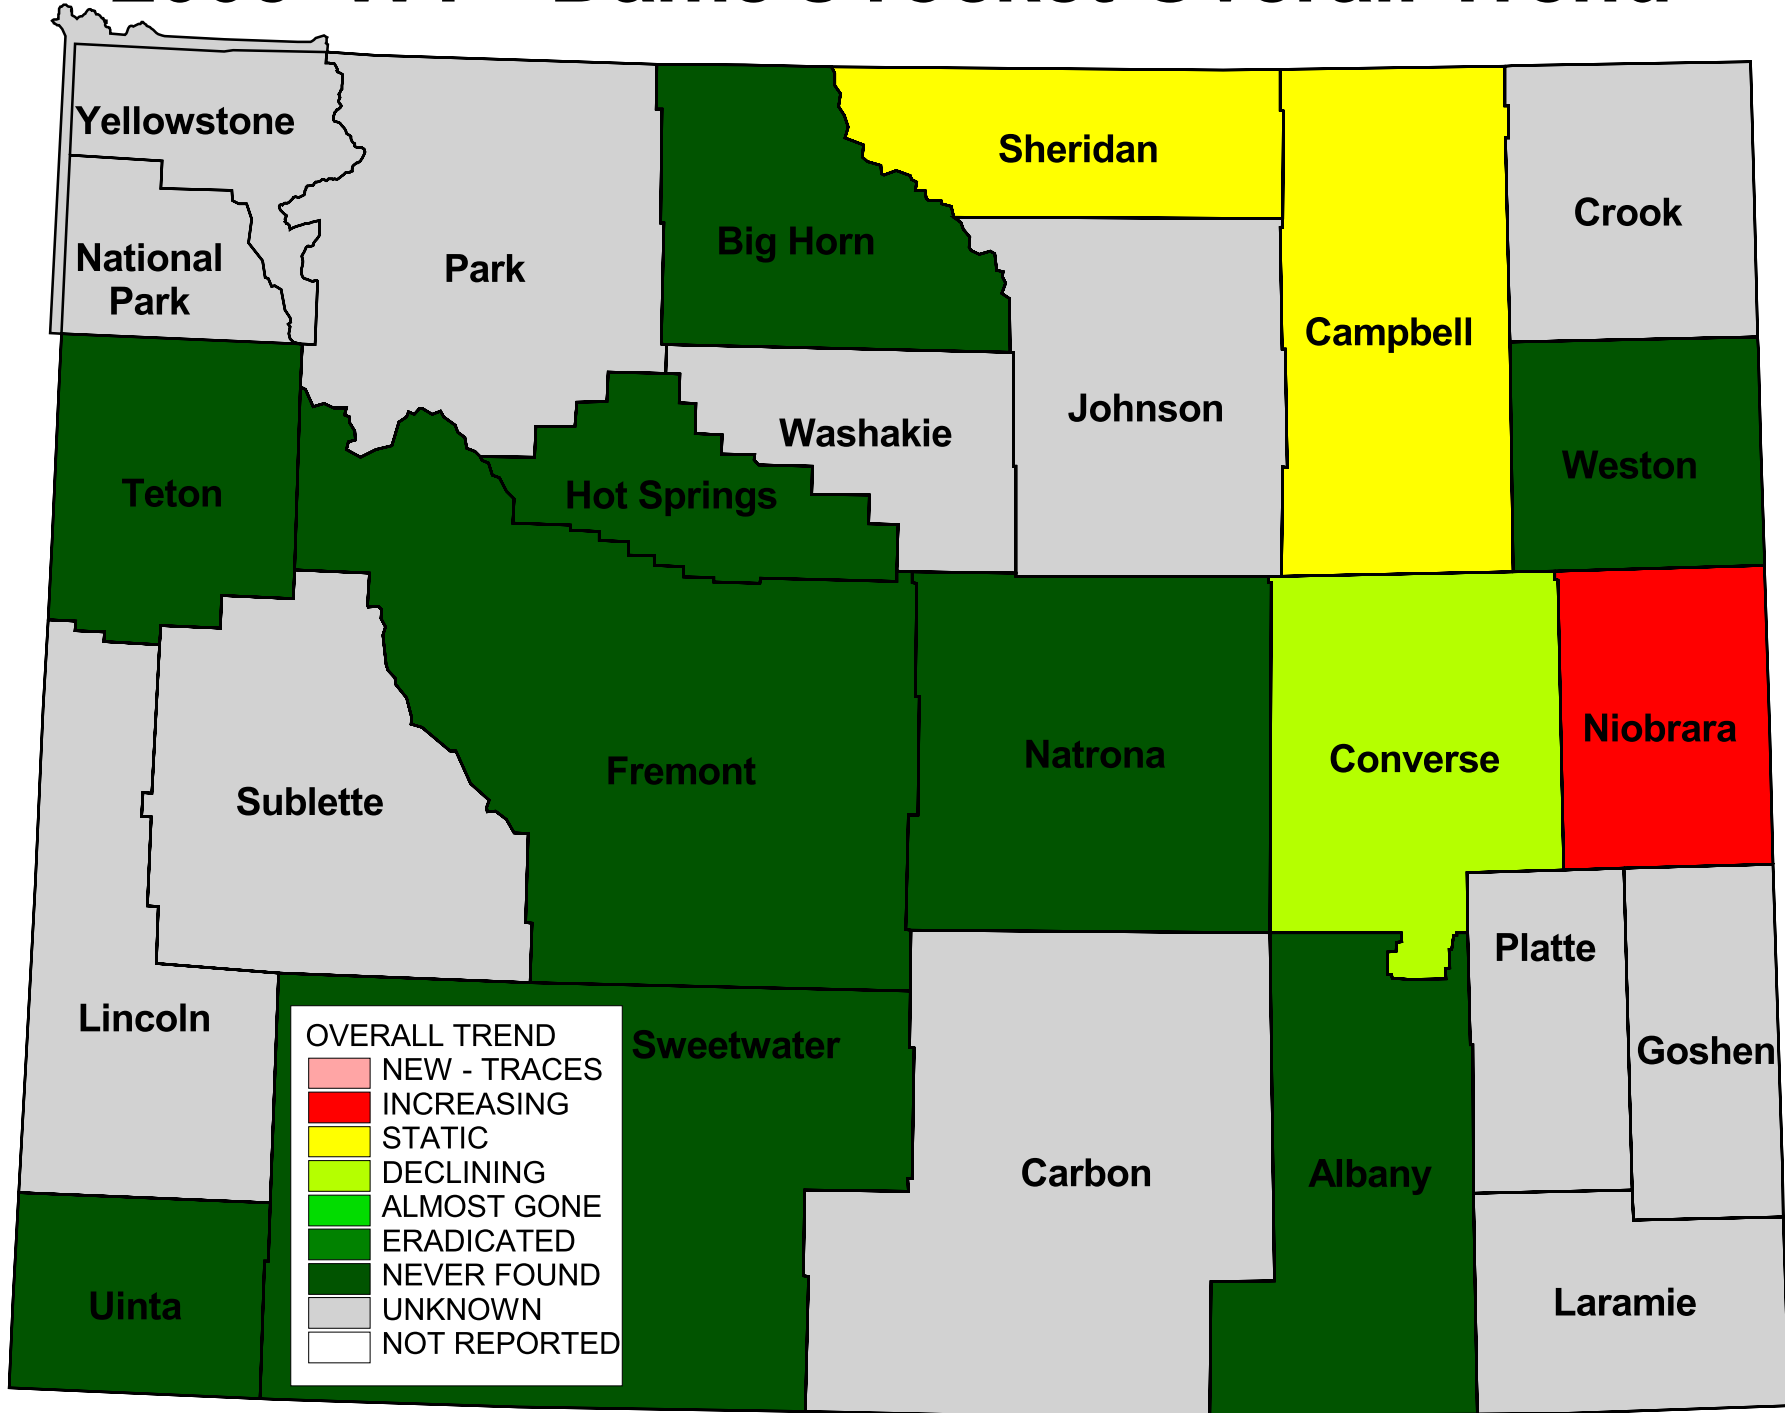 Yellowstone
National
Park
Park
Big Horn
Sheridan
Campbell
Crook
Johnson
Washakie
Hot Springs
Teton
Weston
Fremont
Natrona
Converse
Niobrara
Sublette
Lincoln
Platte
Goshen
Sweetwater
Carbon
Albany
Uinta
Laramie
OVERALL TREND
NEW - TRACES
INCREASING
STATIC
DECLINING
ALMOST GONE
ERADICATED
NEVER FOUND
UNKNOWN
NOT REPORTED